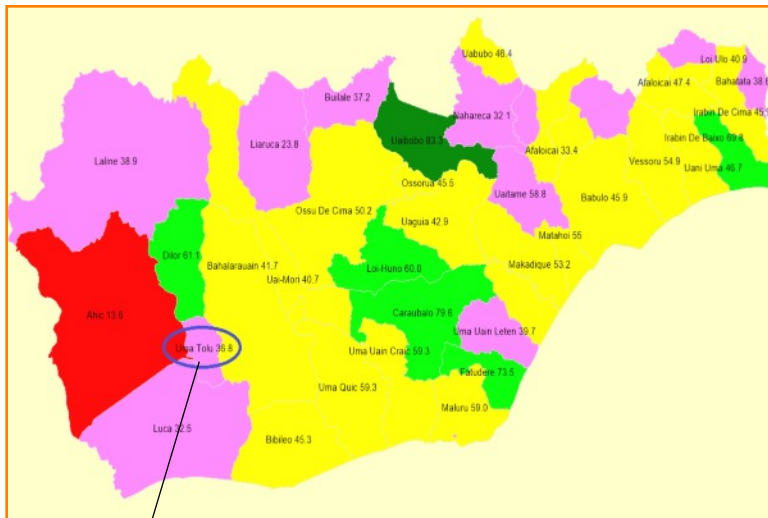 Uabubo 46.4
Loi Ulo 40.9
Afaloicai 47.4
Bahatata 38.6
Builale 37.2
Nahareca 32.1
Irabin De Cima 45.9
Irabin De Baixo 69.8
Uaibobo 83.3
Liaruca 23.8
Afaloicai 33.4
Laline 38.9
Vessoru 54.9
Uani Uma 46.7
Ossorua 45.5
Uaitame 58.8
Babulo 45.9
Ossu De Cima 50.2
Uaguia 42.9
Matahoi 55
Dilor 61.1
Bahalarauain 41.7
Loi-Huno 60.0
Makadique 53.2
Uai-Mori 40.7
Ahic 13.6
Caraubalo 79.6
Uma Uain Leten 39.7
Uma Tolu 36.8
Uma Uain Craic 59.3
Fatudere 73.5
Uma Quic 59.3
Maluru 59.0
Luca 32.5
Bibileo 45.3